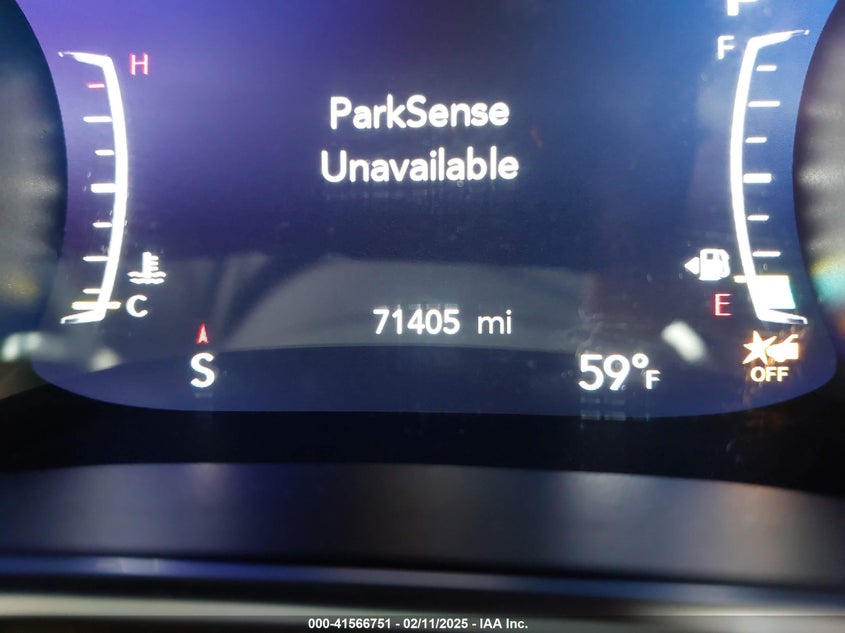 P
F
H
ParkSense
Unavailable
C
E
71405 mi
S
59°F
OFF
000-41566751 — 02/11/2025 — IAA Inc.